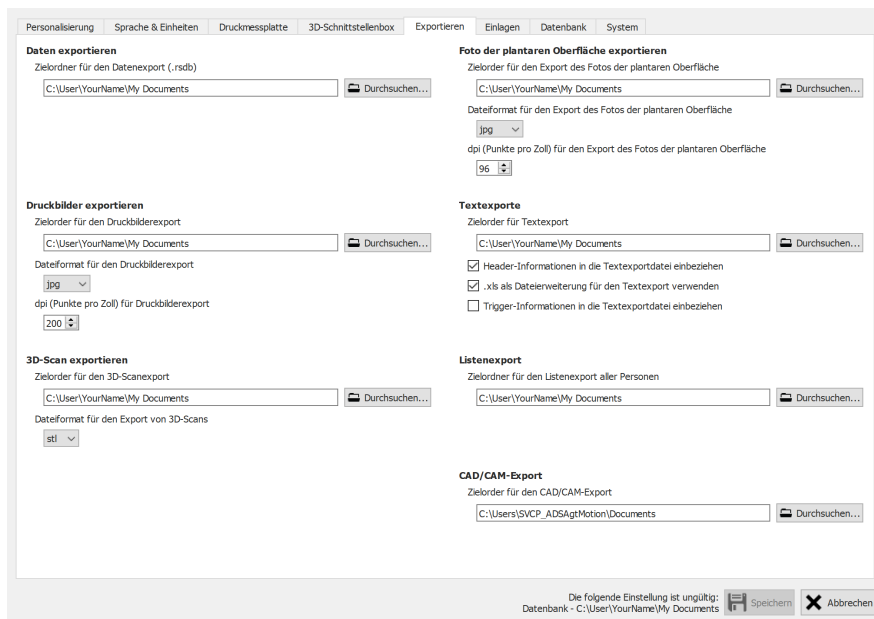 Personalisierung Sprache & Einheiten Druckmessplatte 3D-Schnittstellenbox Exportieren Einlagen Datenbank System
Daten exportieren
Zielordner für den Datenexport (.rsdb)
C:\User\YourName\My Documents Durchsuchen...
Foto der plantaren Oberfläche exportieren
Zielorder für den Export des Fotos der plantaren Oberfläche
C:\User\YourName\My Documents Durchsuchen...
Dateiformat für den Export des Fotos der plantaren Oberfläche
jpg
dpi (Punkte pro Zoll) für den Export des Fotos der plantaren Oberfläche
96
Druckbilder exportieren
Zielorder für den Druckbilderexport
C:\User\YourName\My Documents Durchsuchen...
Dateiformat für den Druckbilderexport
jpg
dpi (Punkte pro Zoll) für Druckbilderexport
200
Textexporte
Zielorder für Textexport
C:\User\YourName\My Documents Durchsuchen...
Header-Informationen in die Textexportdatei einbeziehen
.xls als Dateierweiterung für den Textexport verwenden
Trigger-Informationen in die Textexportdatei einbeziehen
3D-Scan exportieren
Zielorder für den 3D-Scanexport
C:\User\YourName\My Documents Durchsuchen...
Dateiformat für den Export von 3D-Scans
stl
Listenexport
Zielordner für den Listenexport aller Personen
C:\User\YourName\My Documents Durchsuchen...
CAD/CAM-Export
Zielorder für den CAD/CAM-Export
C:\Users\SVCP_ADSAgtMotion\Documents Durchsuchen...
Die folgende Einstellung ist ungültig:
Datenbank - C:\User\YourName\My Documents
Speichern Abbrechen